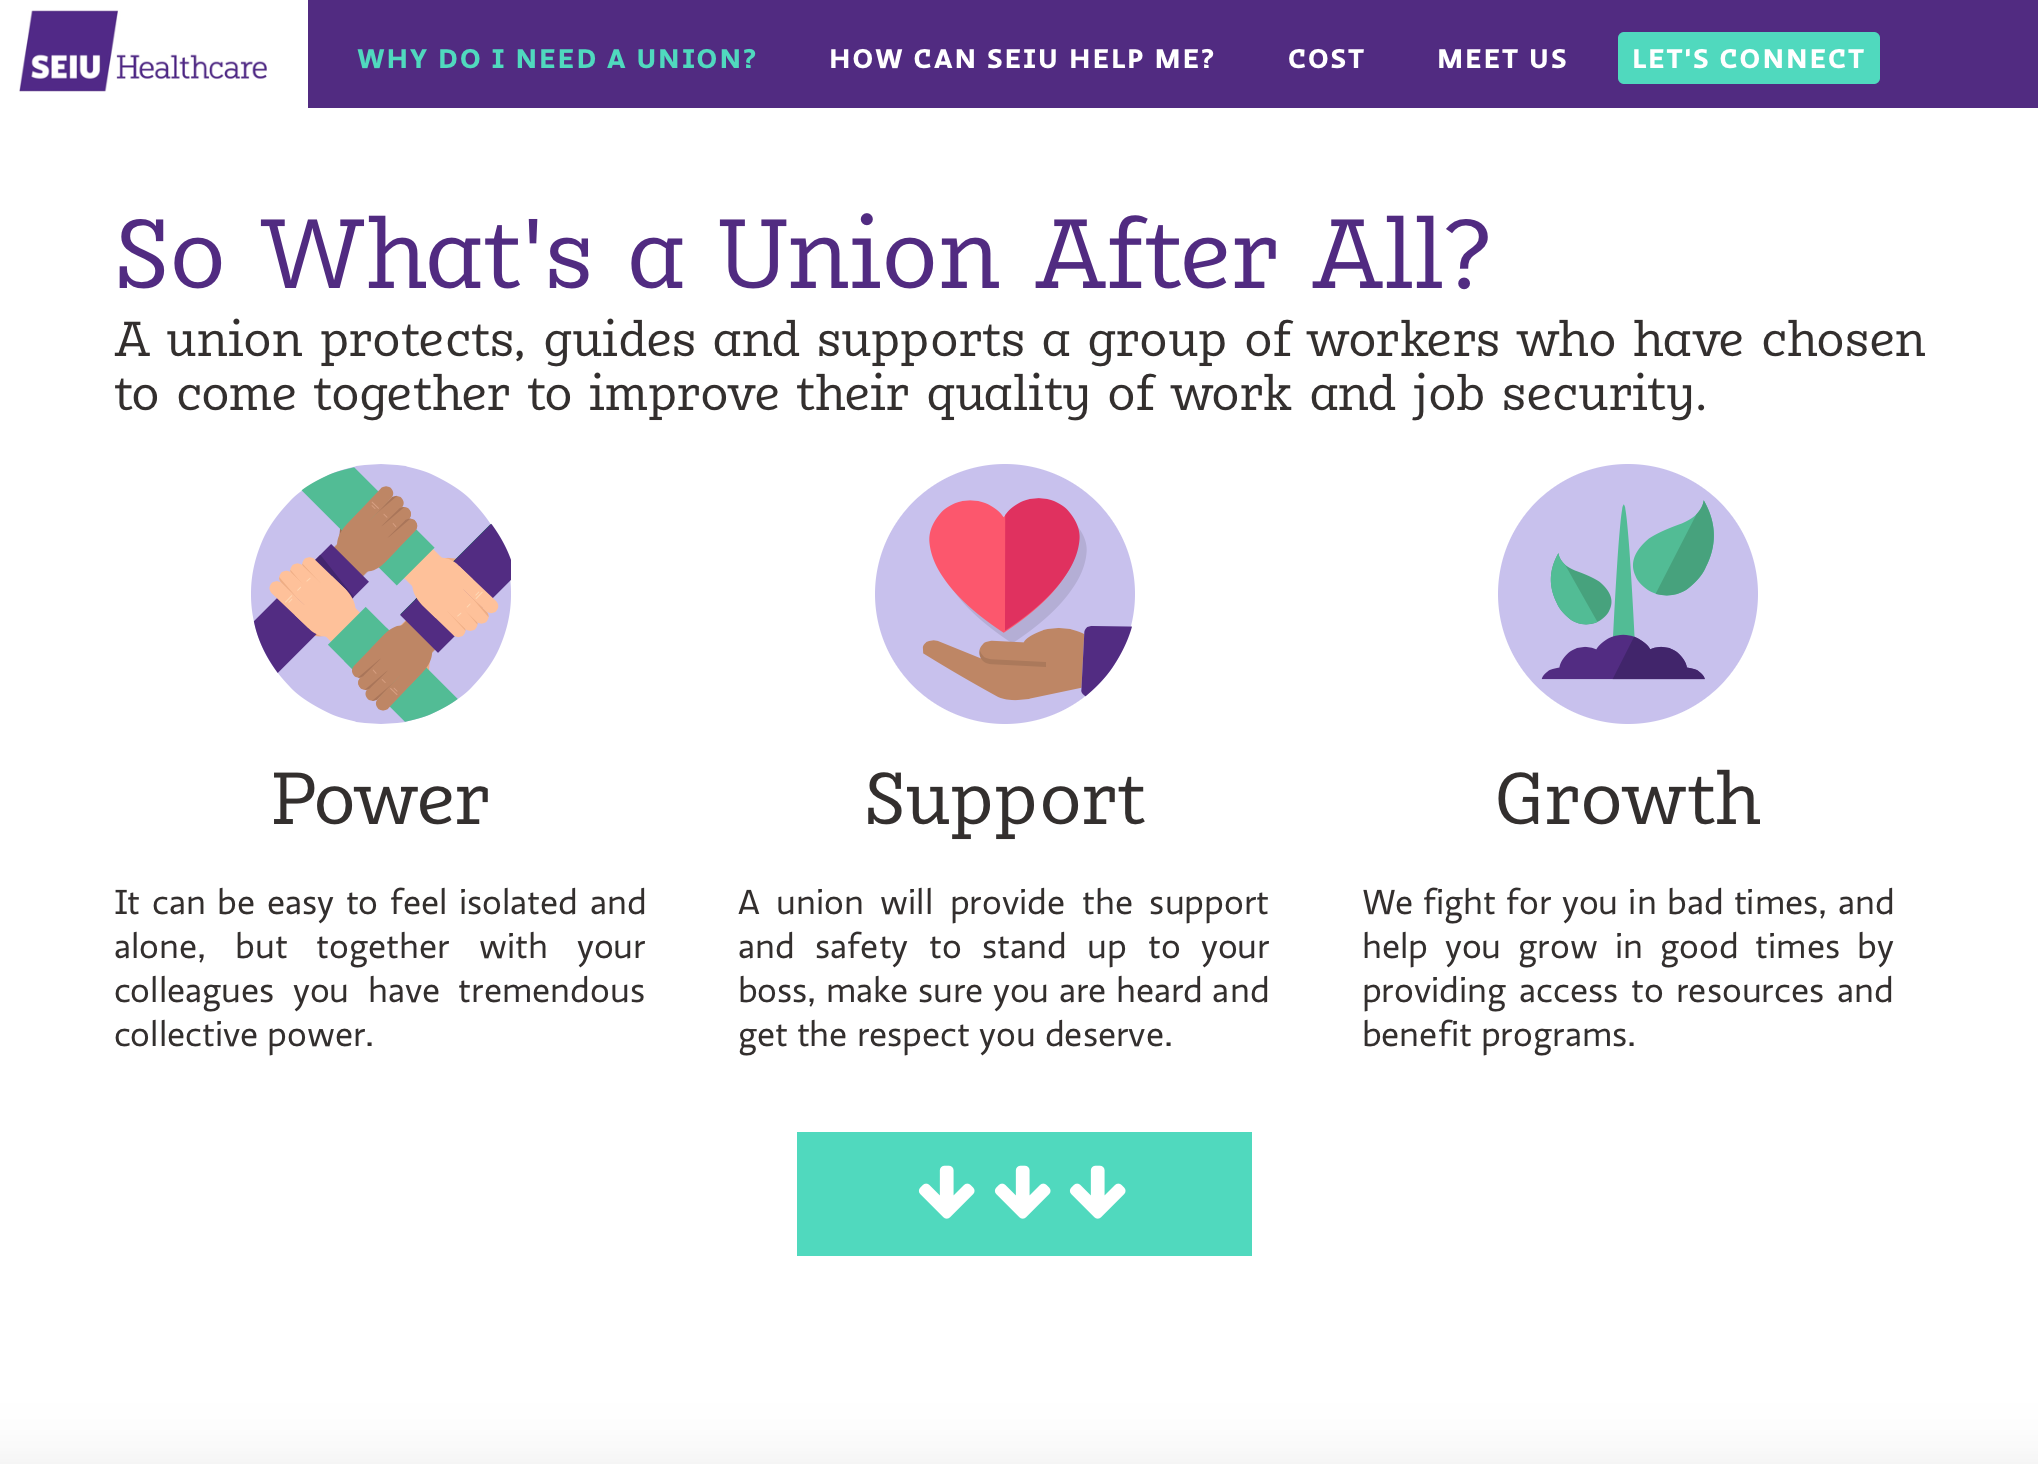 SEIU Healthcare
WHY DO I NEED A UNION? HOW CAN SEIU HELP ME? COST MEET US LET'S CONNECT
So What's a Union After All?
A union protects, guides and supports a group of workers who have chosen
to come together to improve their quality of work and job security.
Power
It can be easy to feel isolated and
alone, but together with your
colleagues you have tremendous
collective power.
Support
A union will provide the support
and safety to stand up to your
boss, make sure you are heard and
get the respect you deserve.
Growth
We fight for you in bad times, and
help you grow in good times by
providing access to resources and
benefit programs.